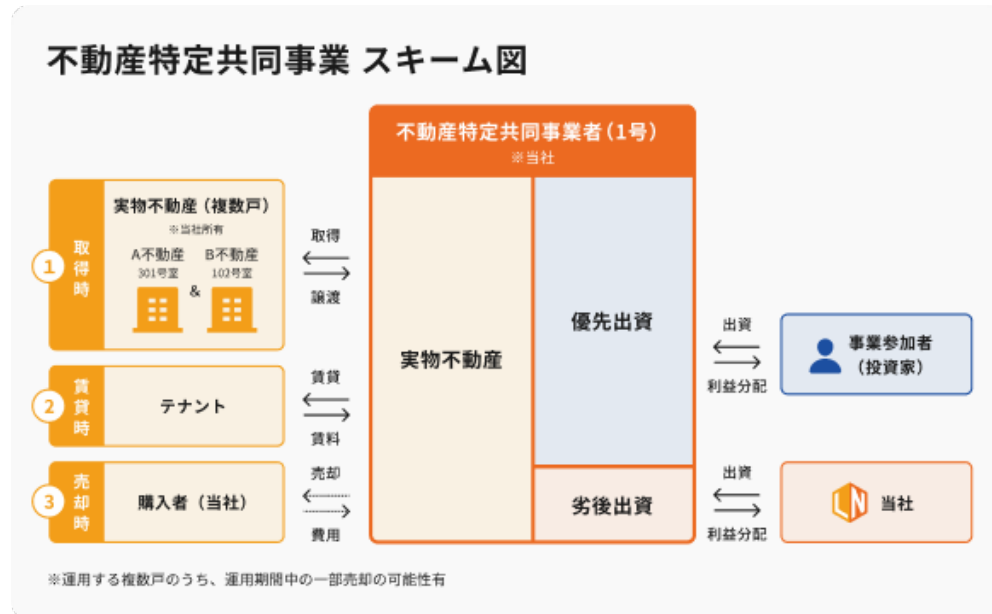 不動産特定共同事業 スキーム図
不動産特定共同事業者（1号）
※当社
1
取得時
実物不動産（複数戸）
※当社所有
A不動産 B不動産
301号室 102号室
&
取得
譲渡
2
賃貸時
テナント
賃貸
賃料
3
売却時
購入者（当社）
売却
費用
実物不動産
優先出資
劣後出資
出資
利益分配
事業参加者
（投資家）
出資
利益分配
LN 当社
※運用する複数戸のうち、運用期間中の一部売却の可能性有